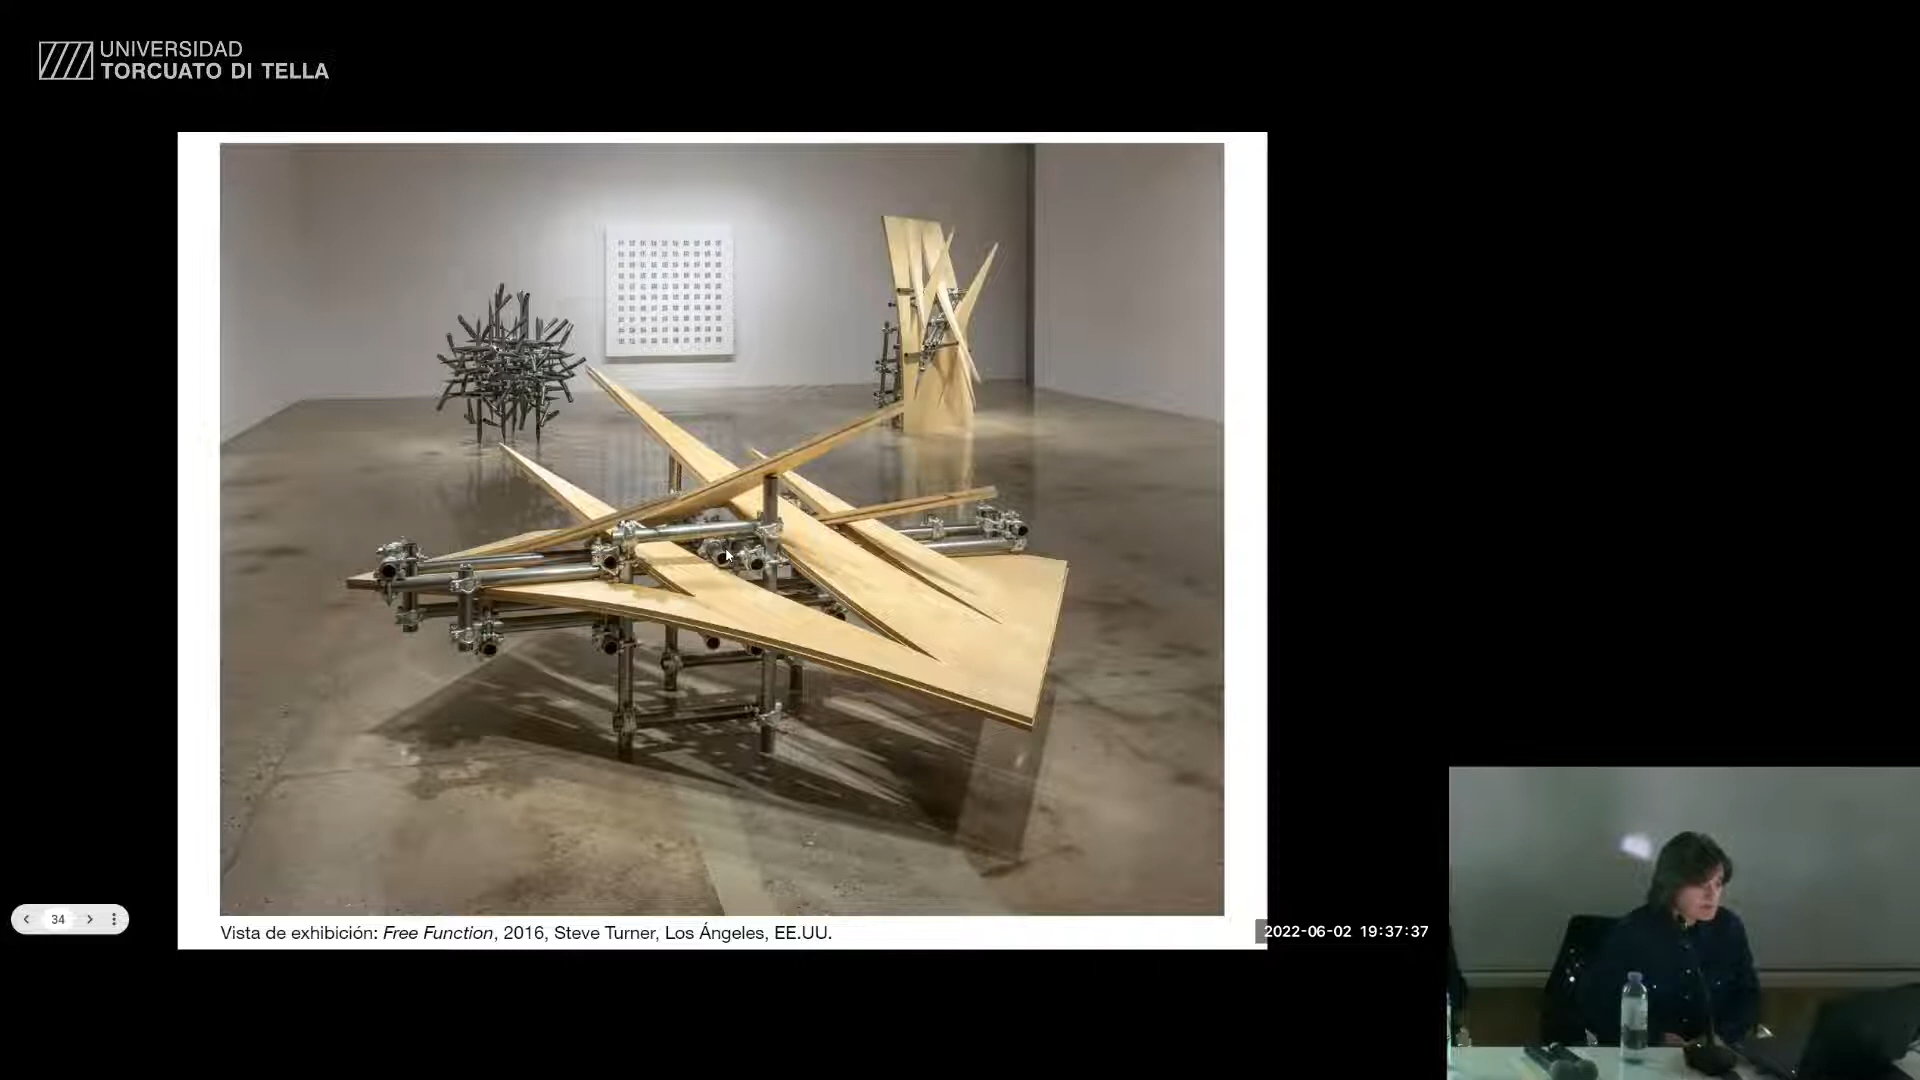 UNIVERSIDAD
TORCUATO DI TELLA
34
Vista de exhibición: Free Function, 2016, Steve Turner, Los Ángeles, EE.UU.
2022-06-02 19:37:37